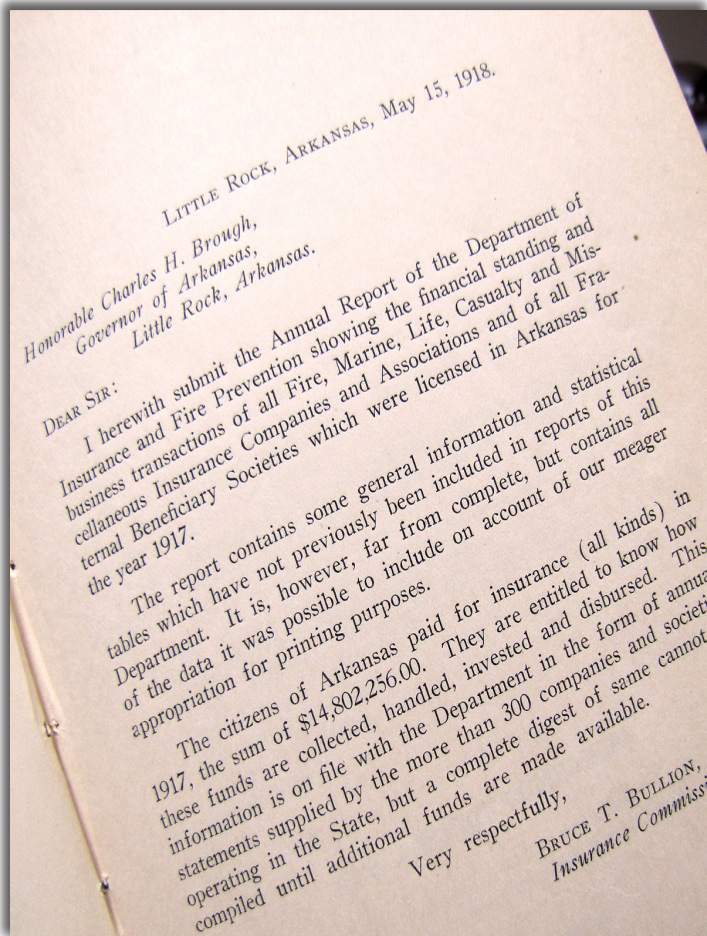 LITTLE ROCK, ARKANSAS, May 15, 1918.
Honorable Charles H. Brough,
Governor of Arkansas,
Little Rock, Arkansas.
DEAR SIR:
I herewith submit the Annual Report of the Department of
Insurance and Fire Prevention showing the financial standing and
business transactions of all Fire, Marine, Life, Casualty and Mis-
cellaneous Insurance Companies and Associations and of all Fra-
ternal Beneficiary Societies which were licensed in Arkansas for
the year 1917.
The report contains some general information and statistical
tables which have not previously been included in reports of this
Department. It is, however, far from complete, but contains all
of the data it was possible to include on account of our meager
appropriation for printing purposes.
The citizens of Arkansas paid for insurance (all kinds) in
1917, the sum of $14,802,256.00. They are entitled to know how
these funds are collected, handled, invested and disbursed. This
information is on file with the Department in the form of annua
statements supplied by the more than 300 companies and societi
operating in the State, but a complete digest of same cannot
compiled until additional funds are made available.
Very respectfully,
BRUCE T. BULLION,
Insurance Commissi